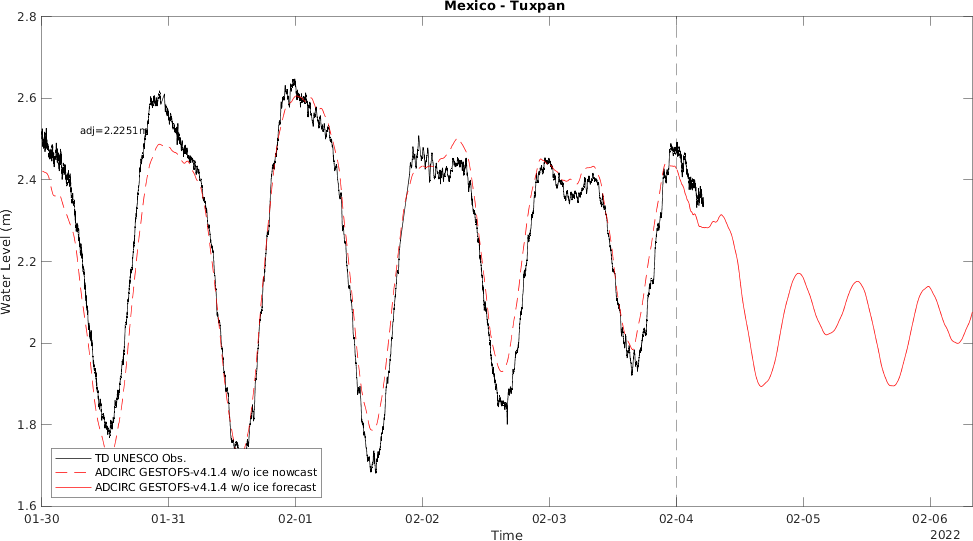 Mexico - Tuxpan
2.8
2.6
2.4
2.2
2
1.8
1.6
Water Level (m)
adj=2.2251m
TD UNESCO Obs.
ADCIRC GESTOFS-v4.1.4 w/o ice nowcast
ADCIRC GESTOFS-v4.1.4 w/o ice forecast
01-30 01-31 02-01 02-02 02-03 02-04 02-05 02-06
Time
2022